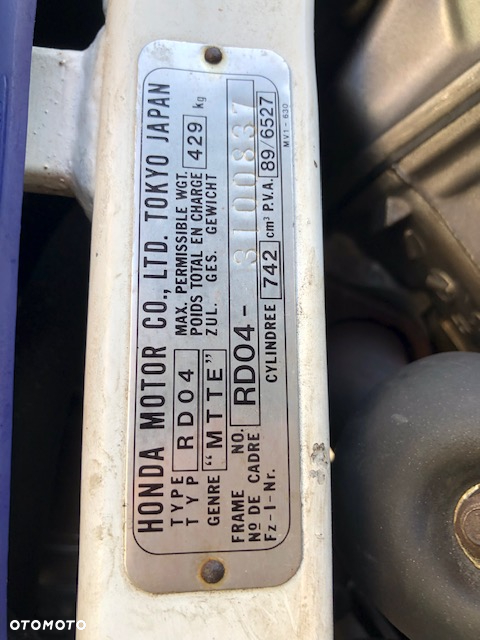 HONDA MOTOR CO., LTD. TOKYO JAPAN
TYPE
TYP
RD04
MAX. PERMISSIBLE WGT.
POIDS TOTAL EN CHARGE
ZUL. GES. GEWICHT
429 kg
GENRE "MTTE"
FRAME NO.
Nº DE CADRE
Fz-I-Nr.
RD04-3100837
CYLINDREE 742 cm³ P.V.A. 89/6527
MV1-630
OTOMOTO